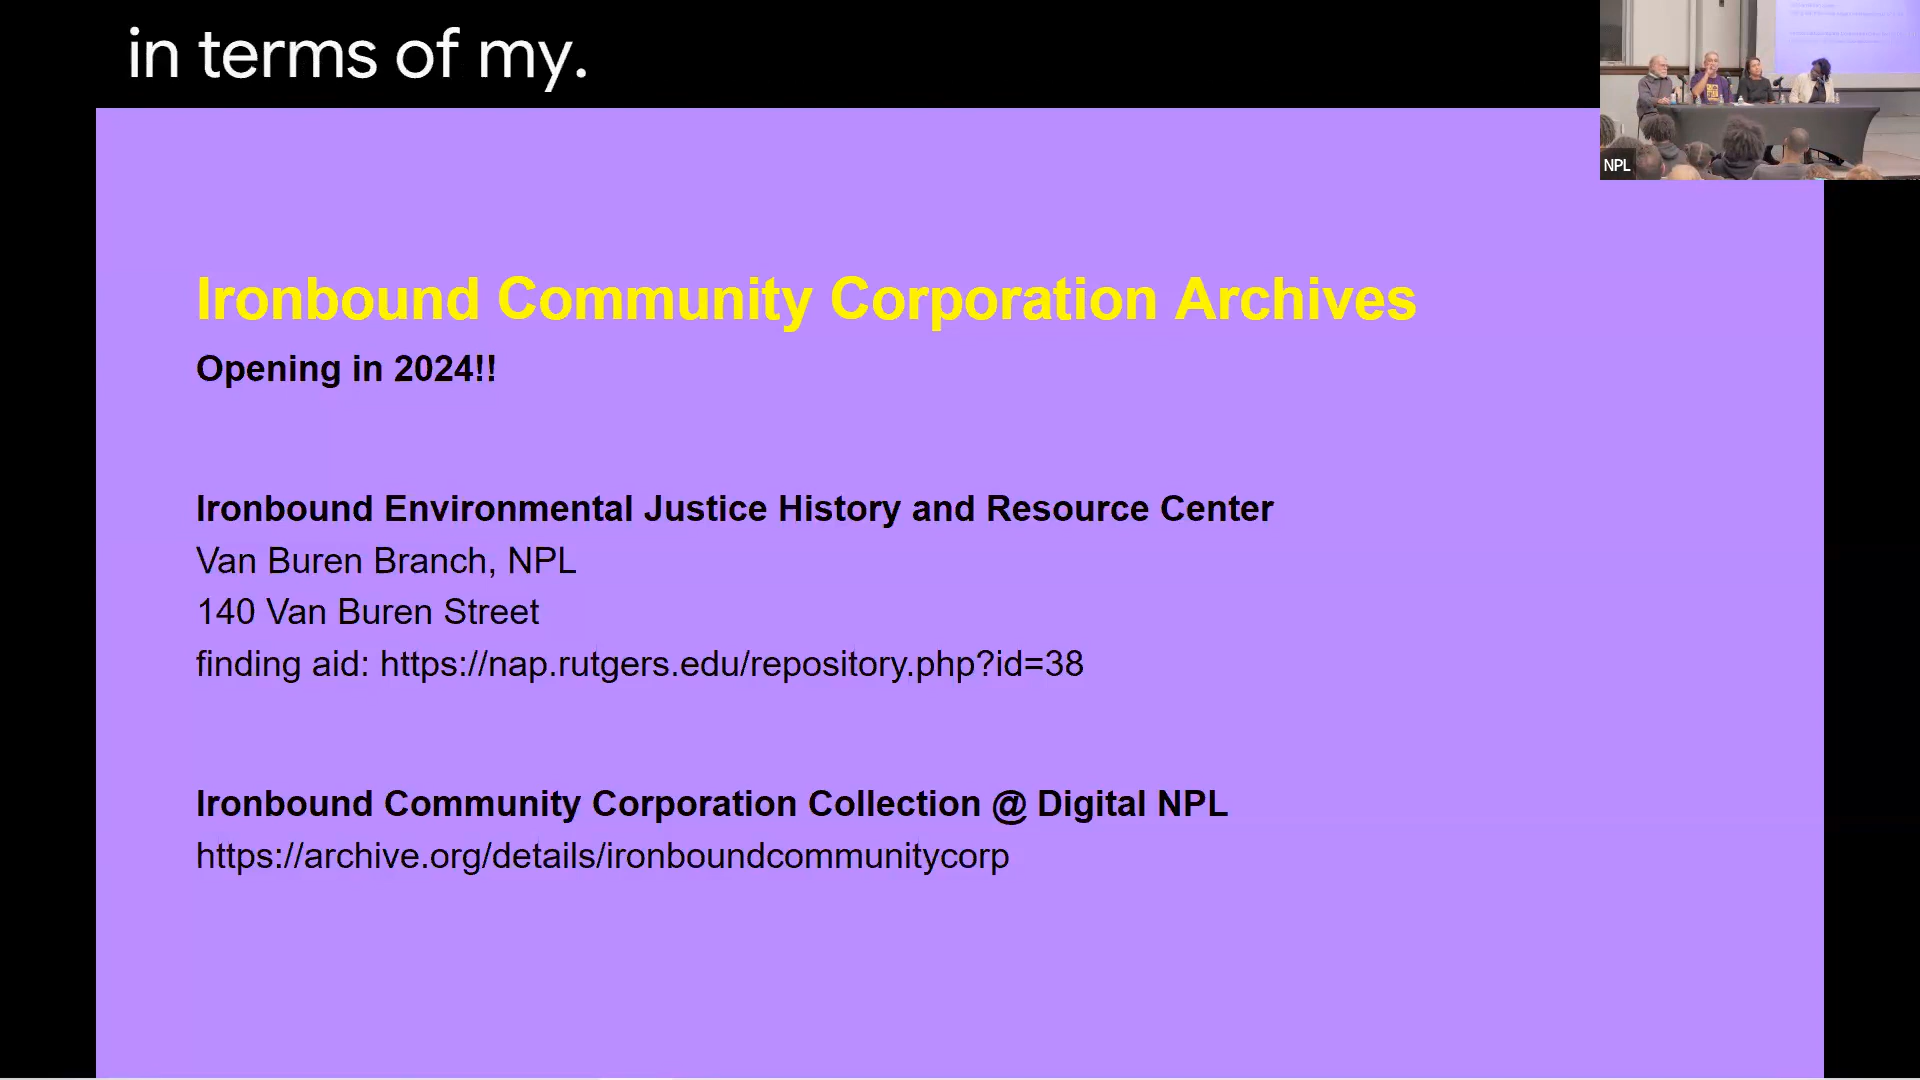 in terms of my.
NPL
Ironbound Community Corporation Archives
Opening in 2024!!
Ironbound Environmental Justice History and Resource Center
Van Buren Branch, NPL
140 Van Buren Street
finding aid: https://nap.rutgers.edu/repository.php?id=38
Ironbound Community Corporation Collection @ Digital NPL
https://archive.org/details/ironboundcommunitycorp